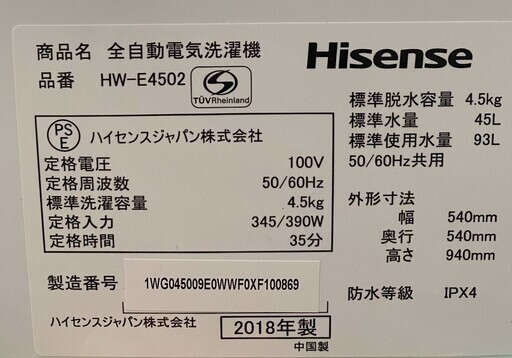 商品名 全自動電気洗濯機
品番 HW-E4502
S
TÜVRheinland
Hisense
標準脱水容量 4.5kg
標準水量 45L
標準使用水量 93L
50/60Hz共用
PS
E
ハイセンスジャパン株式会社
定格電圧 100V
定格周波数 50/60Hz
標準洗濯容量 4.5kg
定格入力 345/390W
定格時間 35分
外形寸法
幅 540mm
奥行 540mm
高さ 940mm
製造番号 1WG045009E0WWF0XF100869
防水等級 IPX4
ハイセンスジャパン株式会社
2018年製
中国製